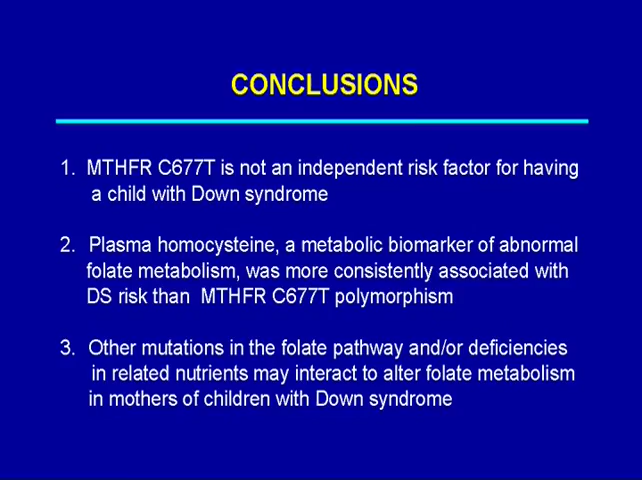 CONCLUSIONS
1. MTHFR C677T is not an independent risk factor for having
a child with Down syndrome
2. Plasma homocysteine, a metabolic biomarker of abnormal
folate metabolism, was more consistently associated with
DS risk than MTHFR C677T polymorphism
3. Other mutations in the folate pathway and/or deficiencies
in related nutrients may interact to alter folate metabolism
in mothers of children with Down syndrome